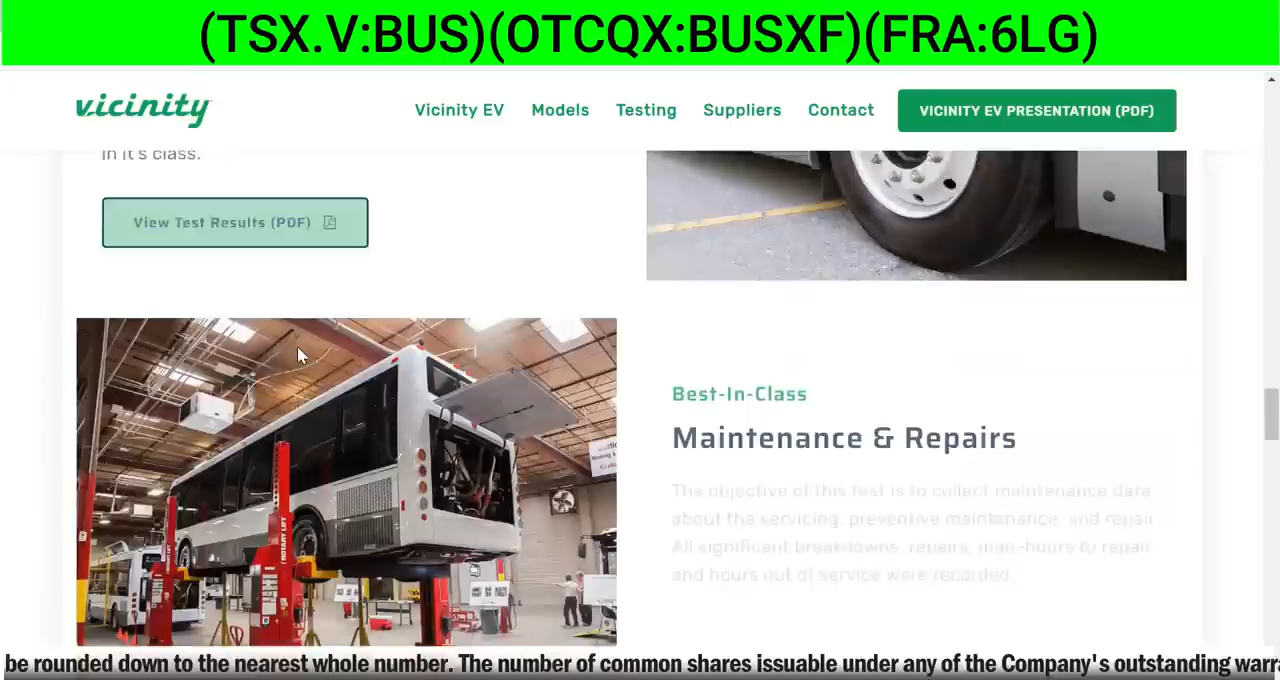 (TSX.V:BUS)(OTCQX:BUSXF)(FRA:6LG)
vicinity
Vicinity EV
Models
Testing
Suppliers
Contact
VICINITY EV PRESENTATION (PDF)
in it's class.
View Test Results (PDF)
Best-In-Class
Maintenance & Repairs
The objective of this test is to collect maintenance data
about the servicing, preventive maintenance, and repair.
All significant breakdowns, repairs, man-hours to repair
and hours out of service were recorded.
ROTARY LIFT
be rounded down to the nearest whole number. The number of common shares issuable under any of the Company's outstanding warra